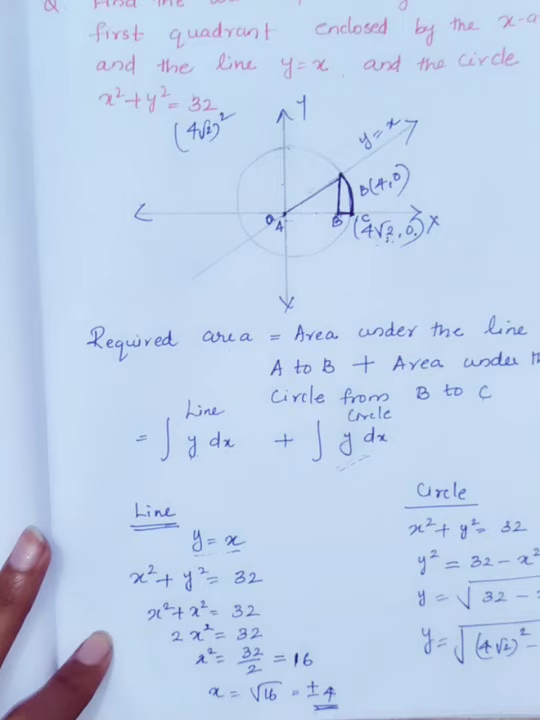 Q. Find the
first quadrant enclosed by the x-a
and the line y=x and the circle
x²+y²= 32
(4√2)²
Y
y=x
B(4,0)
O
A
B
C
(4√2, 0)
X
Required area = Area under the line
A to B + Area under
Circle from B to C
Line
Circle
= ∫ y dx + ∫ y dx
Line
y = x
x²+ y²= 32
x²+x²= 32
2x²= 32
x²= 32/2 = 16
x = √16 = ±4
Circle
x²+ y²= 32
y² = 32 - x²
y = √32 -
y = √(4√2)² -